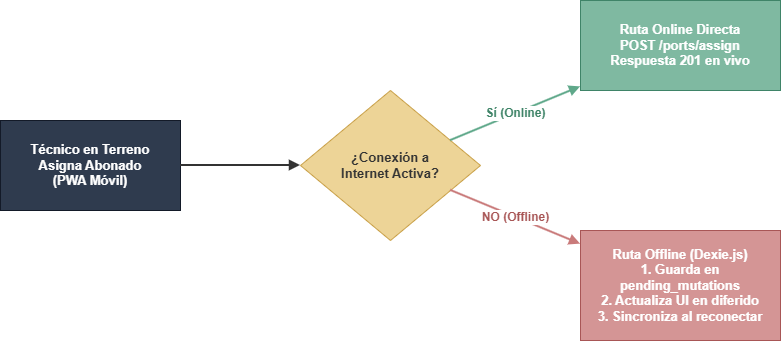 Técnico en Terreno
Asigna Abonado
(PWA Móvil)
¿Conexión a
Internet Activa?
Sí (Online)
Ruta Online Directa
POST /ports/assign
Respuesta 201 en vivo
NO (Offline)
Ruta Offline (Dexie.js)
1. Guarda en
pending_mutations
2. Actualiza UI en diferido
3. Sincroniza al reconectar